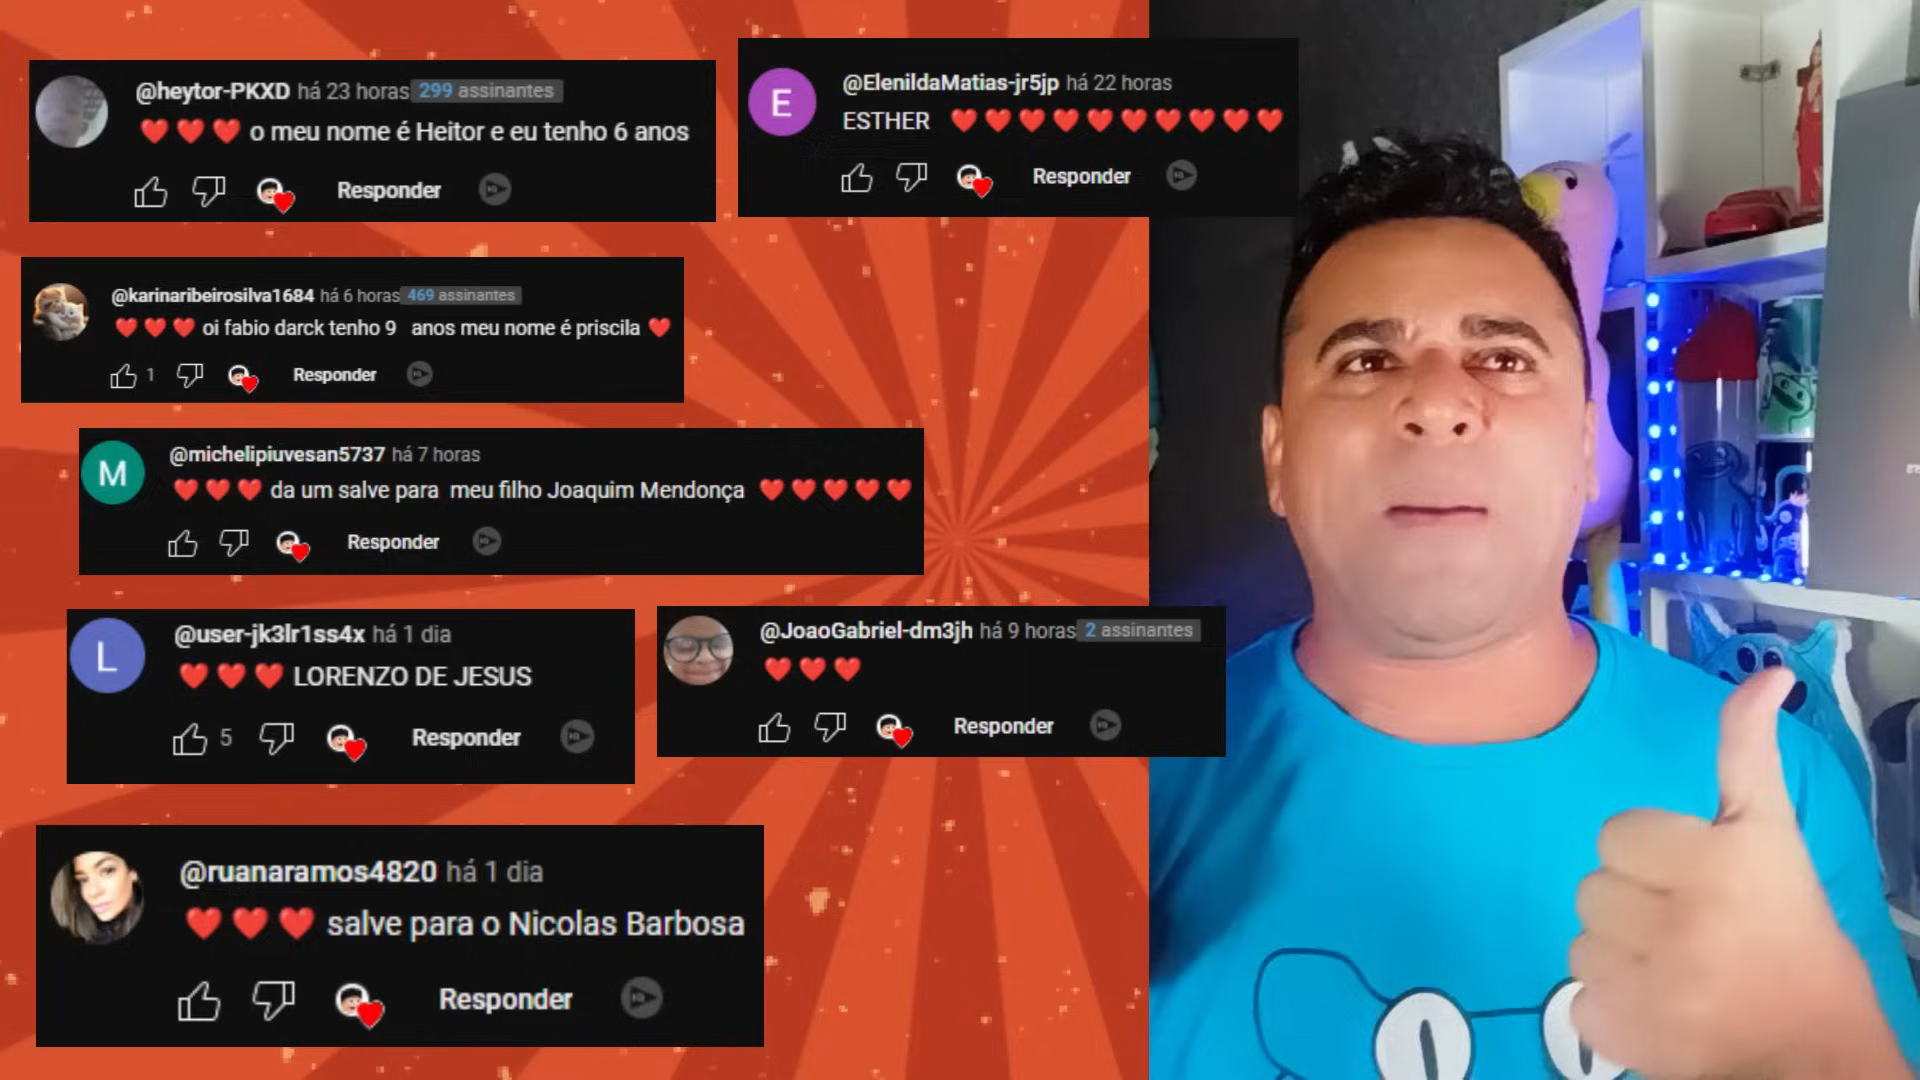 @heytor-PKXD há 23 horas 299 assinantes
❤️❤️❤️ o meu nome é Heitor e eu tenho 6 anos
Responder
E
@ElenildaMatias-jr5jp há 22 horas
ESTHER ❤️❤️❤️❤️❤️❤️❤️❤️❤️❤️
Responder
@karinaribeirosilva1684 há 6 horas 469 assinantes
❤️❤️❤️ oi fabio darck tenho 9 anos meu nome é priscila ❤️
1
Responder
M
@michelipiuvesan5737 há 7 horas
❤️❤️❤️ da um salve para meu filho Joaquim Mendonça ❤️❤️❤️❤️❤️
Responder
L
@user-jk3lr1ss4x há 1 dia
❤️❤️❤️ LORENZO DE JESUS
5
Responder
@JoaoGabriel-dm3jh há 9 horas 2 assinantes
❤️❤️❤️
Responder
@ruanaramos4820 há 1 dia
❤️❤️❤️ salve para o Nicolas Barbosa
Responder